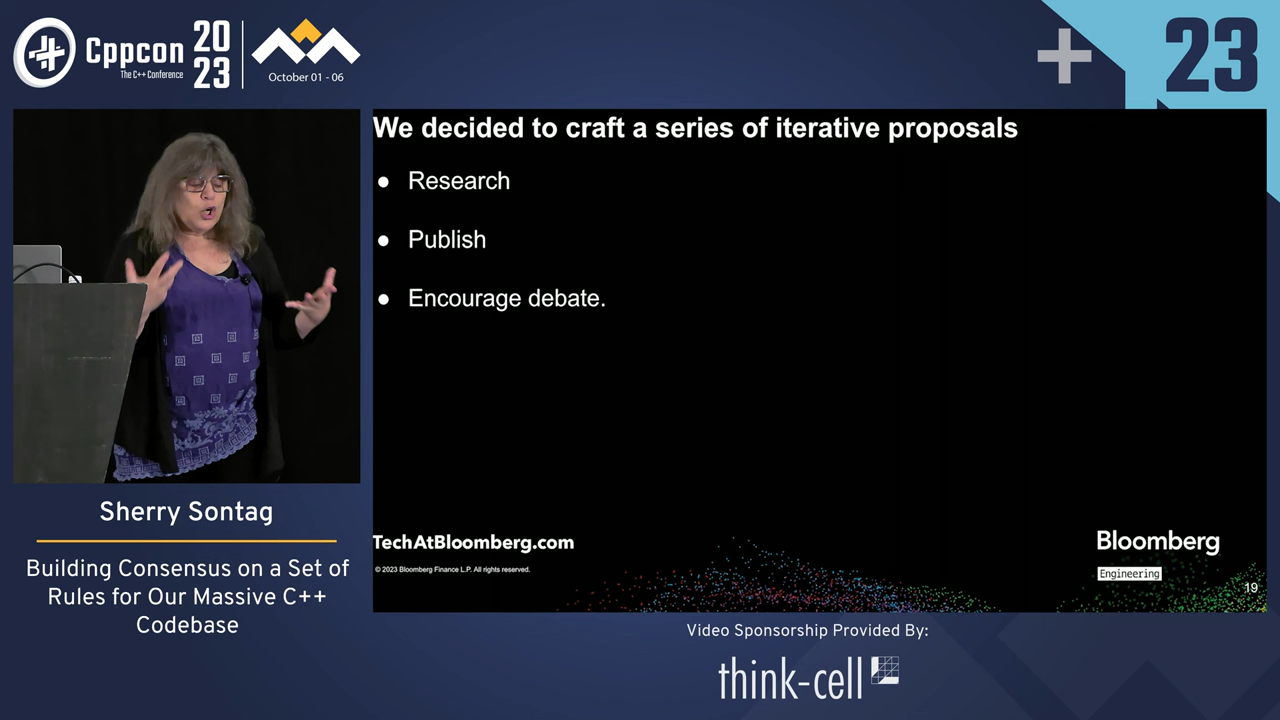 Cppcon
The C++ Conference
20
23
October 01 - 06
23
We decided to craft a series of iterative proposals
● Research
● Publish
● Encourage debate.
TechAtBloomberg.com
© 2023 Bloomberg Finance L.P. All rights reserved.
Bloomberg
Engineering
19
Sherry Sontag
Building Consensus on a Set of
Rules for Our Massive C++
Codebase
Video Sponsorship Provided By:
think-cell